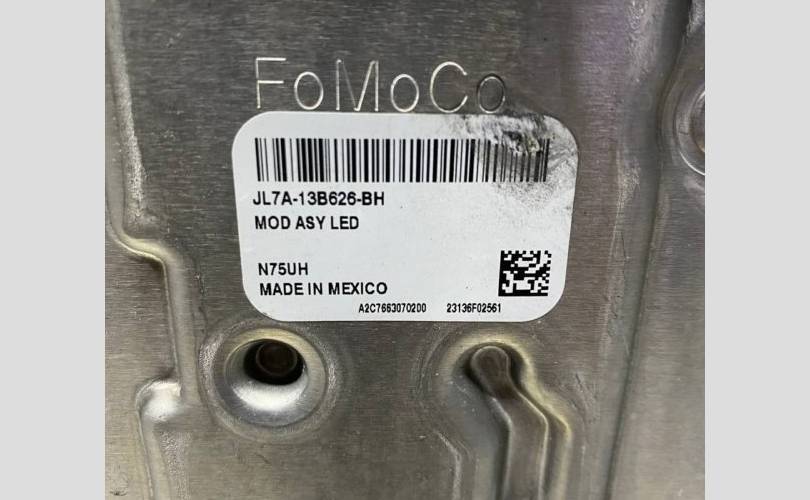 FoMoCo
JL7A-13B626-BH
MOD ASY LED
N75UH
MADE IN MEXICO
A2C7663070200 23136F02561